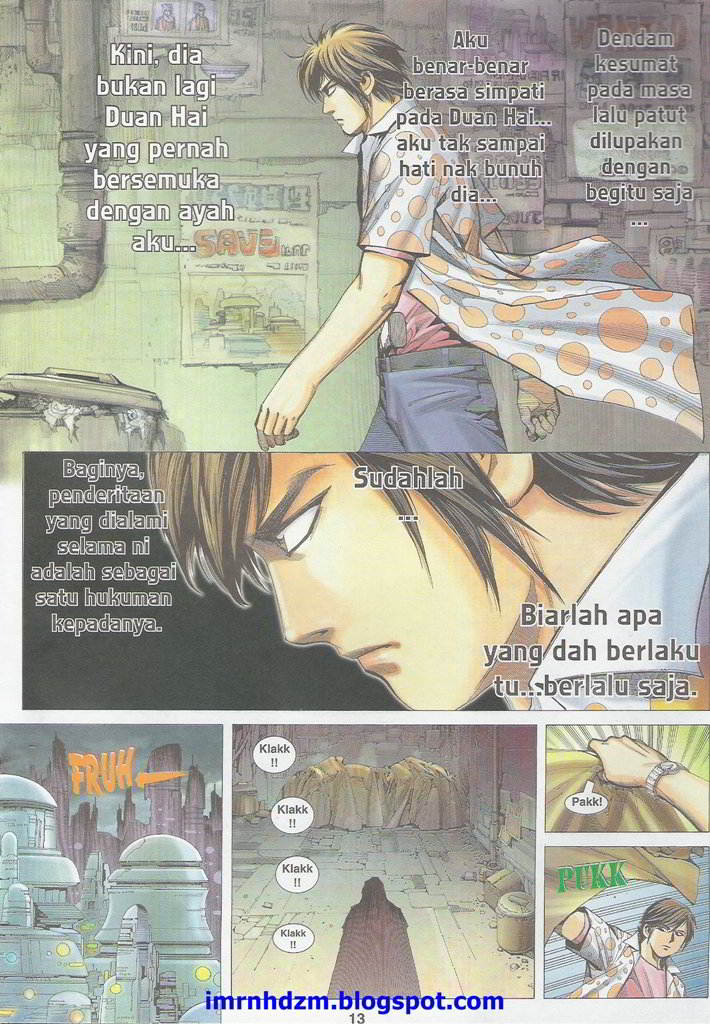 Kini, dia
bukan lagi
Duan Hai
yang pernah
bersemuka
dengan ayah
aku...
Aku
benar-benar
berasa simpati
pada Duan Hai...
aku tak sampai
hati nak bunuh
dia...
Dendam
kesumat
pada masa
lalu patut
dilupakan
dengan
begitu saja
...
SAVE
Baginya,
penderitaan
yang dialami
selama ni
adalah sebagai
satu hukuman
kepadanya.
Sudahlah
...
Biarlah apa
yang dah berlaku
tu...berlalu saja.
FRUH
Klakk
!!
Klakk
!!
Klakk
!!
Klakk
!!
Pakk!
PUKK
imrnhdzm.blogspot.com
13